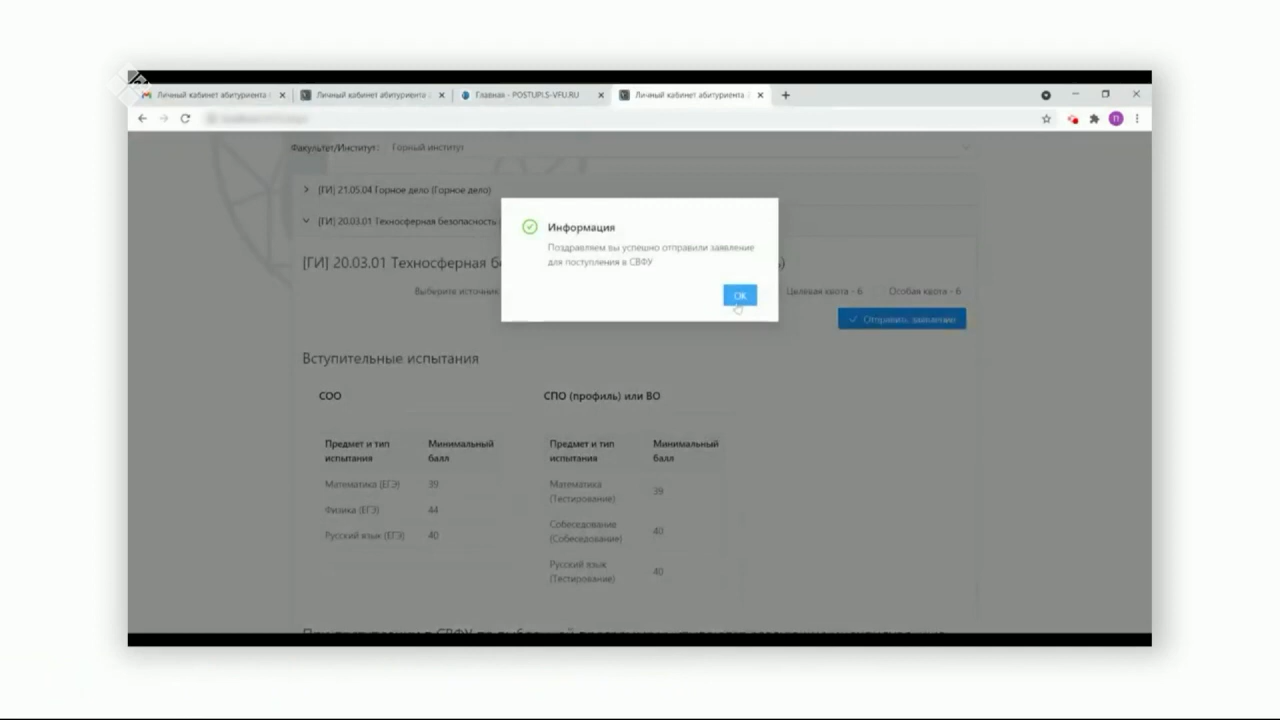 Личный кабинет абитуриента
Личный кабинет абитуриента
Главная - POSTUPI.S-VFU.RU
Личный кабинет абитуриента
Факультет/Институт: Горный институт
[ГИ] 21.05.04 Горное дело (Горное дело)
[ГИ] 20.03.01 Техносферная безопасность
Информация
Поздравляем вы успешно отправили заявление
для поступления в СВФУ
OK
[ГИ] 20.03.01 Техносферная
Выберите источник
Целевая квота - 6
Особая квота - 6
Отправить заявление
Вступительные испытания
СОО
СПО (профиль) или ВО
Предмет и тип Минимальный
испытания балл
Математика (ЕГЭ) 39
Физика (ЕГЭ) 44
Русский язык (ЕГЭ) 40
Предмет и тип Минимальный
испытания балл
Математика
(Тестирование) 39
Собеседование
(Собеседование) 40
Русский язык
(Тестирование) 40